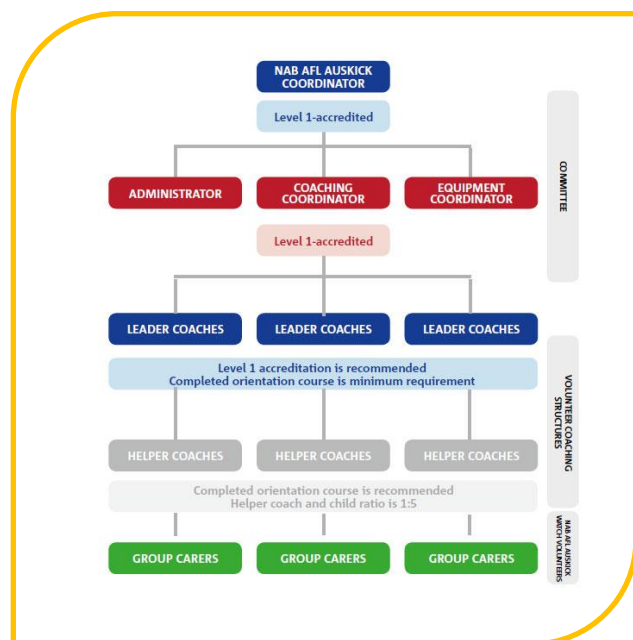 NAB AFL AUSKICK
COORDINATOR
Level 1-accredited
ADMINISTRATOR
COACHING
COORDINATOR
EQUIPMENT
COORDINATOR
COMMITTEE
Level 1-accredited
LEADER COACHES
LEADER COACHES
LEADER COACHES
Level 1 accreditation is recommended
Completed orientation course is minimum requirement
VOLUNTEER COACHING
STRUCTURES
HELPER COACHES
HELPER COACHES
HELPER COACHES
Completed orientation course is recommended
Helper coach and child ratio is 1:5
NAB AFL AUSKICK
WATCH VOLUNTEERS
GROUP CARERS
GROUP CARERS
GROUP CARERS